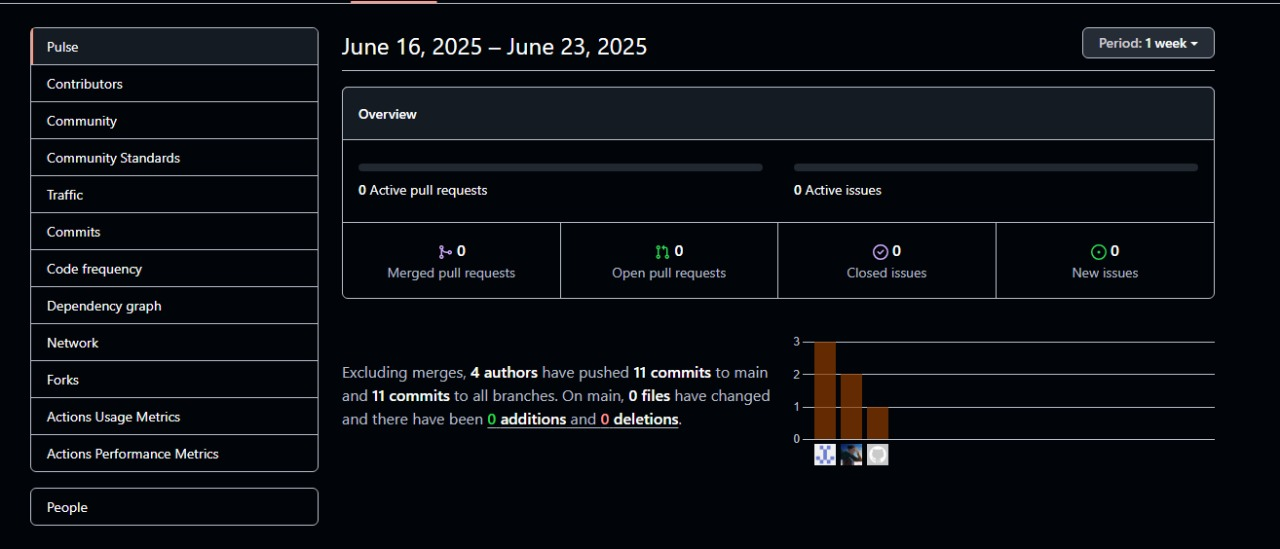 Pulse
Contributors
Community
Community Standards
Traffic
Commits
Code frequency
Dependency graph
Network
Forks
Actions Usage Metrics
Actions Performance Metrics
People
June 16, 2025 – June 23, 2025
Period: 1 week
Overview
0 Active pull requests
0 Active issues
0
Merged pull requests
0
Open pull requests
0
Closed issues
0
New issues
Excluding merges, 4 authors have pushed 11 commits to main
and 11 commits to all branches. On main, 0 files have changed
and there have been 0 additions and 0 deletions.
3
2
1
0